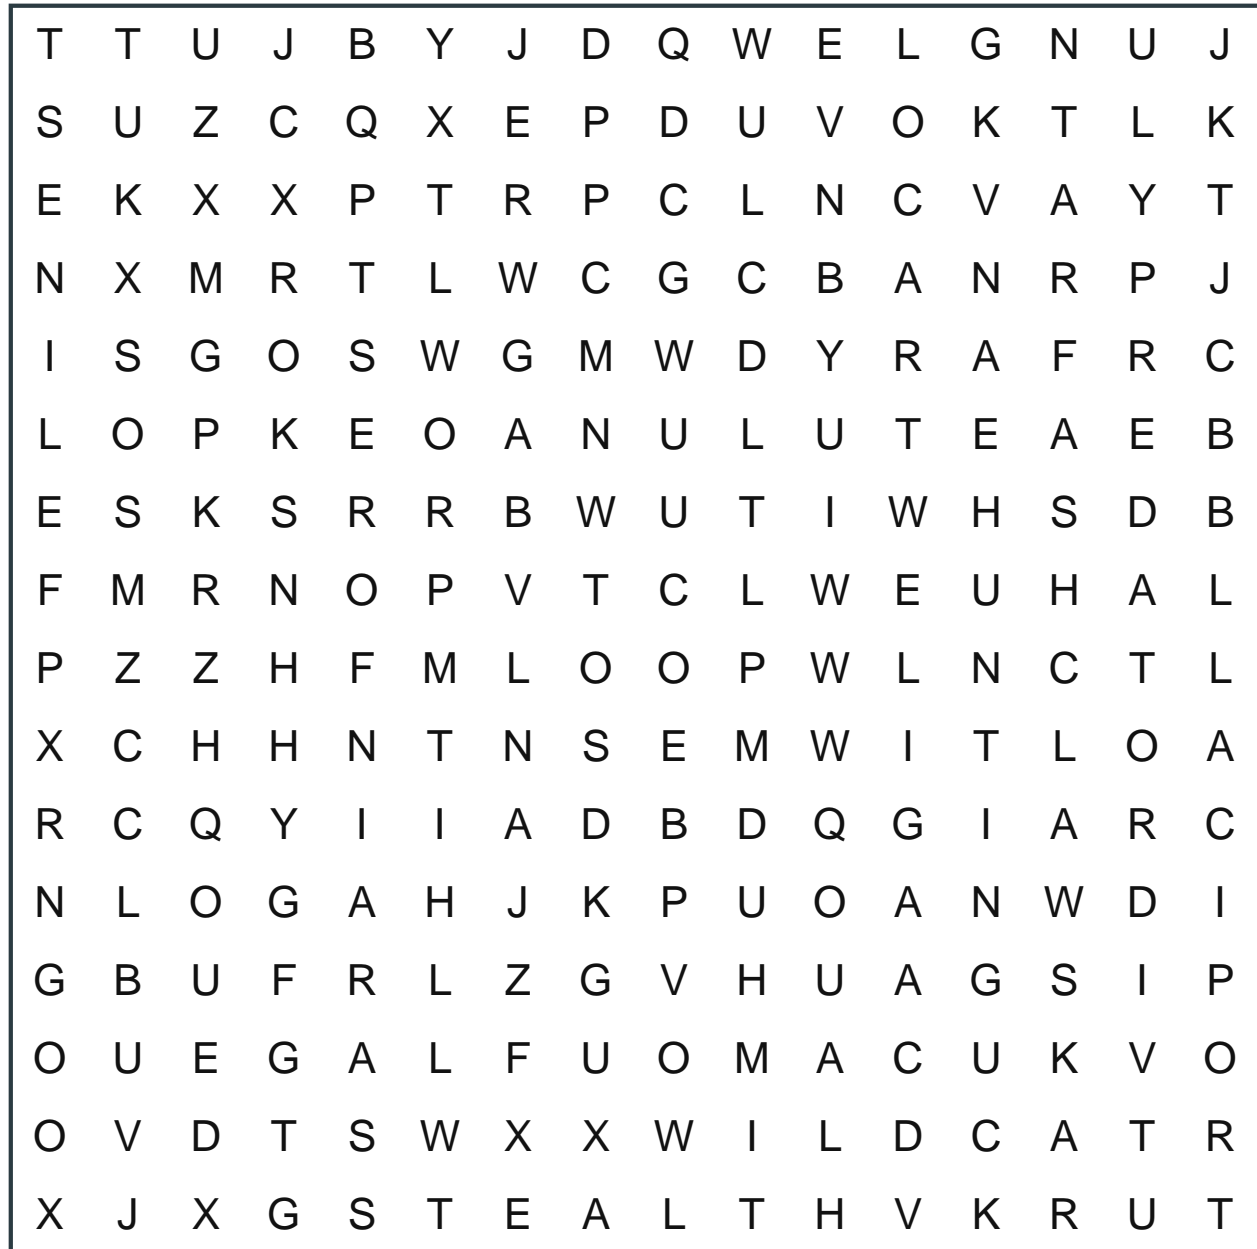 T T U J B Y J D Q W E L G N U J
S U Z C Q X E P D U V O K T L K
E K X X P T R P C L N C V A Y T
N X M R T L W C G C B A N R P J
I S G O S W G M W D Y R A F R C
L O P K E O A N U L U T E A E B
E S K S R R B W U T I W H S D B
F M R N O P V T C L W E U H A L
P Z Z H F M L O O P W L N C T L
X C H H N T N S E M W I T L O A
R C Q Y I I A D B D Q G I A R C
N L O G A H J K P U O A N W D I
G B U F R L Z G V H U A G S I P
O U E G A L F U O M A C U K V O
O V D T S W X X W I L D C A T R
X J X G S T E A L T H V K R U T